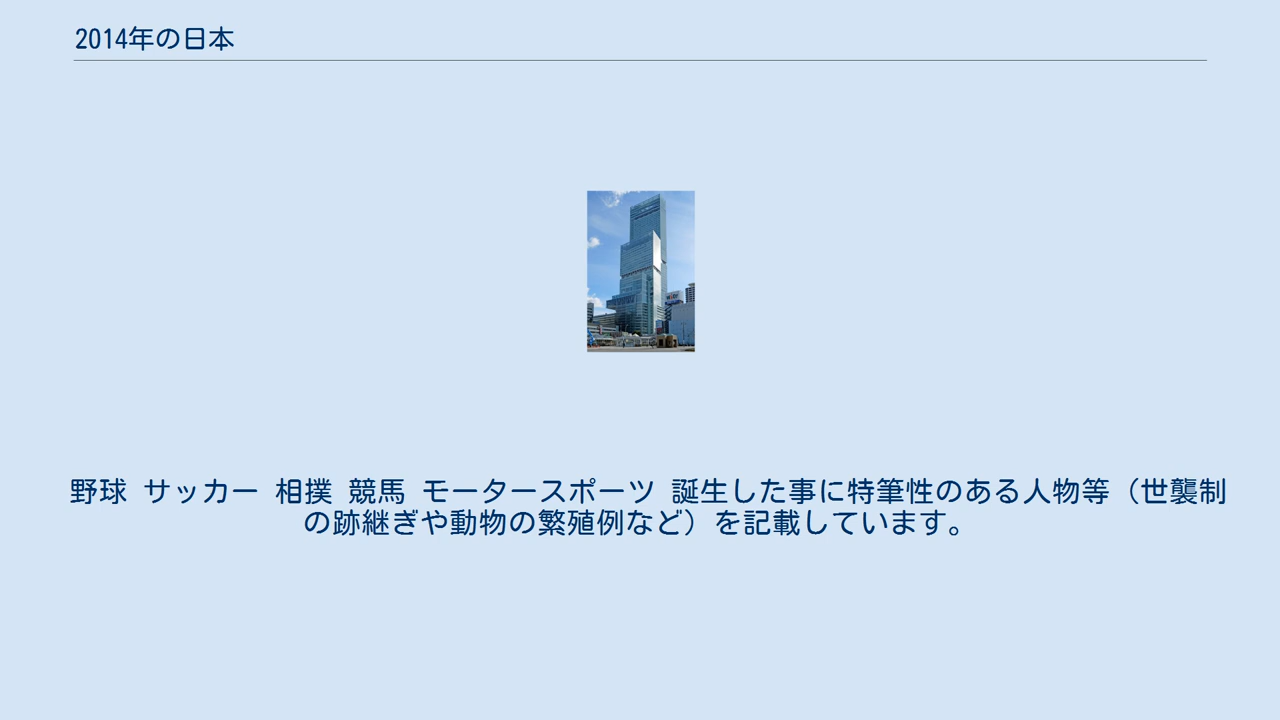 2014年の日本
野球 サッカー 相撲 競馬 モータースポーツ 誕生した事に特筆性のある人物等（世襲制
の跡継ぎや動物の繁殖例など）を記載しています。